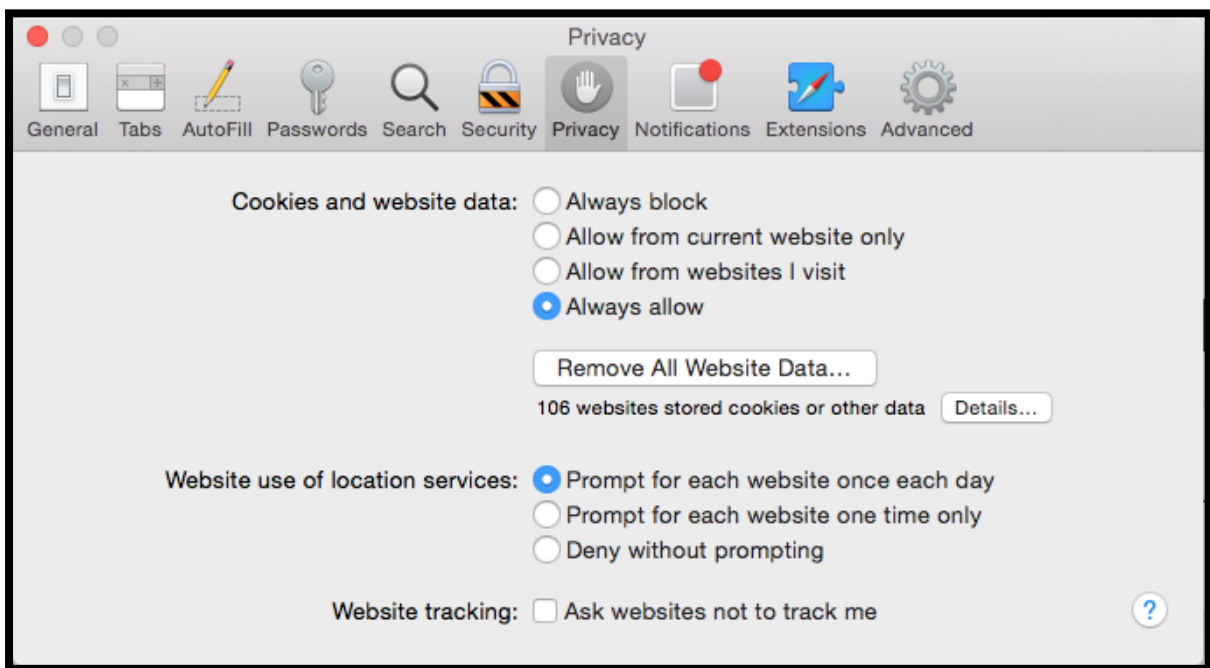 Privacy
General Tabs AutoFill Passwords Search Security Privacy Notifications Extensions Advanced
Cookies and website data: Always block
Allow from current website only
Allow from websites I visit
Always allow
Remove All Website Data...
106 websites stored cookies or other data Details...
Website use of location services: Prompt for each website once each day
Prompt for each website one time only
Deny without prompting
Website tracking: Ask websites not to track me ?